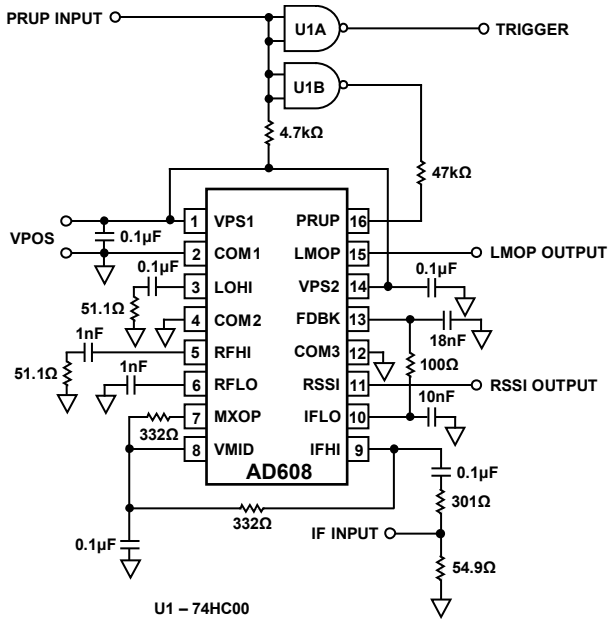 PRUP INPUT
U1A
TRIGGER
U1B
4.7kΩ
47kΩ
VPOS
0.1µF
1 VPS1
PRUP 16
2 COM1
LMOP 15
LMOP OUTPUT
0.1µF
51.1Ω
3 LOHI
VPS2 14
0.1µF
4 COM2
FDBK 13
18nF
1nF
51.1Ω
5 RFHI
COM3 12
100Ω
1nF
6 RFLO
RSSI 11
RSSI OUTPUT
10nF
7 MXOP
IFLO 10
332Ω
8 VMID
IFHI 9
AD608
0.1µF
301Ω
332Ω
IF INPUT
0.1µF
54.9Ω
U1 – 74HC00